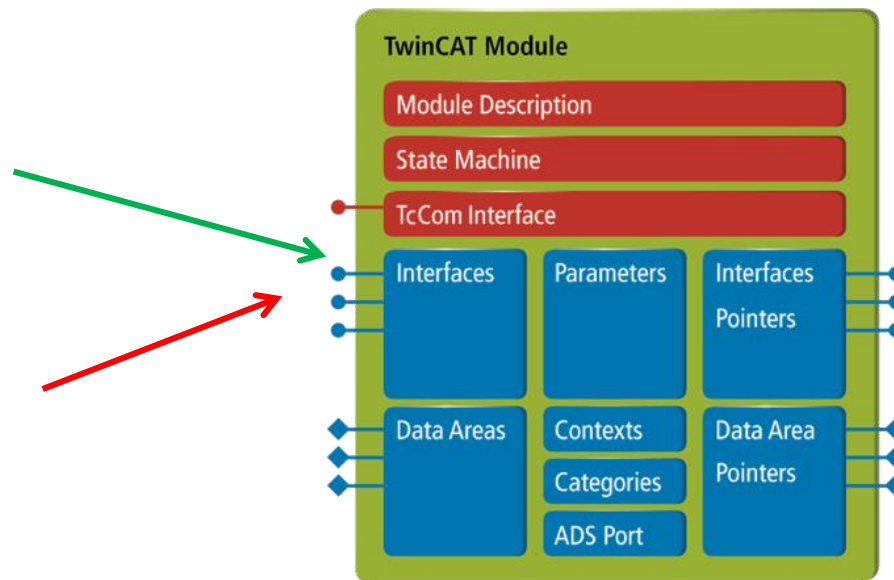 TwinCAT Module
Module Description
State Machine
TcCom Interface
Interfaces
Parameters
Interfaces
Pointers
Data Areas
Contexts
Categories
ADS Port
Data Area
Pointers